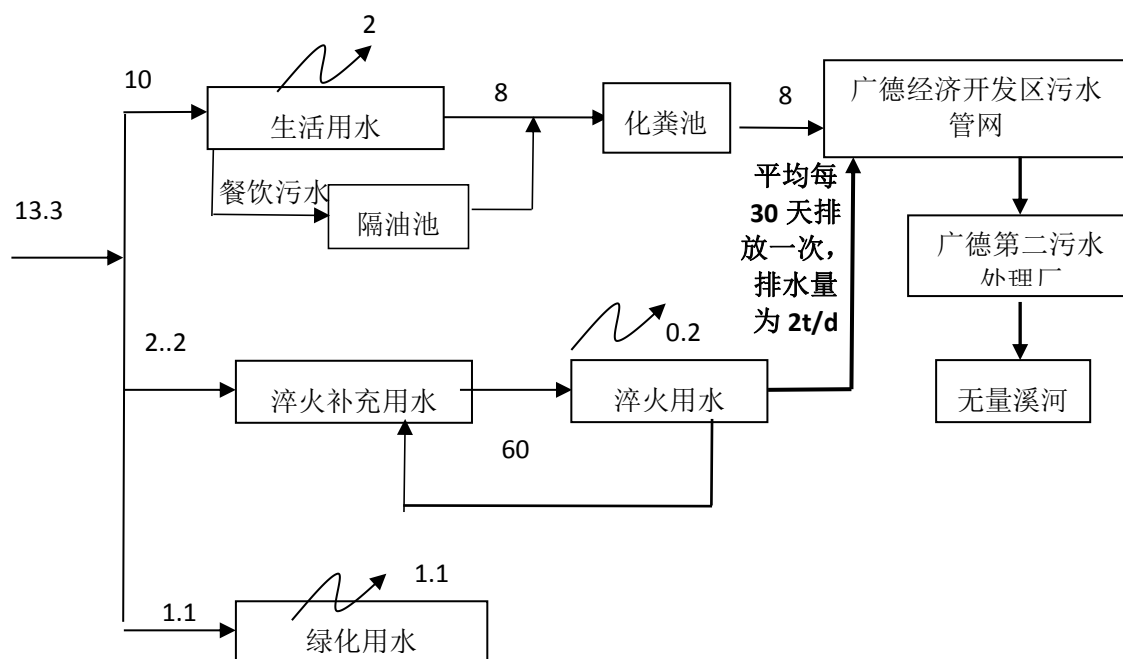 2
10
生活用水
8
化粪池
8
广德经济开发区污水
管网
餐饮污水
隔油池
13.3
平均每
30 天排
放一次，
排水量
为 2t/d
广德第二污水
处理厂
2..2
淬火补充用水
0.2
淬火用水
60
无量溪河
1.1
1.1
绿化用水